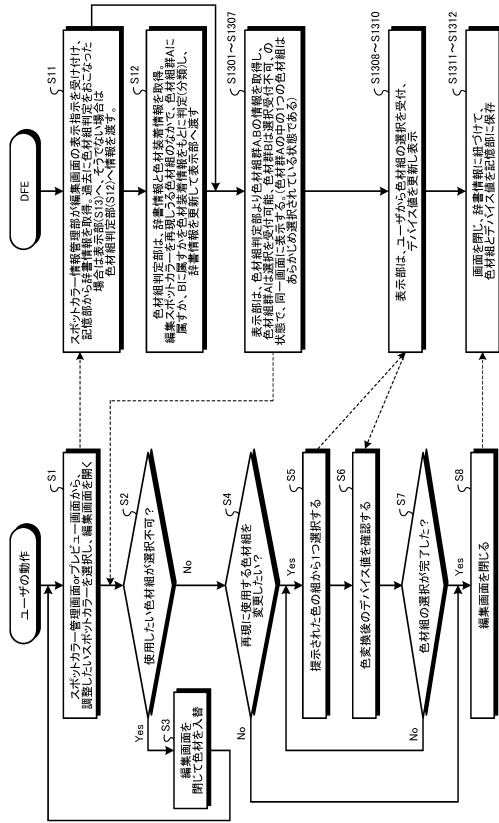 ユーザの動作
S1
スポットカラー管理画面orプレビュー画面から、
調整したいスポットカラーを選択し、編集画面を開く
S2
使用したい色材組が選択不可？
Yes
No
S3
編集画面を
閉じて色材を入替
S4
再現に使用する色材組を
変更したい？
Yes
No
S5
提示された色の組から1つ選択する
S6
色変換後のデバイス値を確認する
S7
色材組の選択が完了した？
Yes
No
S8
編集画面を閉じる
DFE
S11
スポットカラー情報管理部が編集画面の表示指示を受け付け、
記憶部から辞書情報を取得。過去に色材組判定をおこなった
場合は表示部(S13)へ、そうでない場合は
色材組判定部(S12)へ情報を渡す。
S12
色材組判定部は、辞書情報と色材装着情報を取得。
編集スポットカラーを再現しうる色材組のなかで、色材組群Aに
属すか、Bに属すかを色材装着情報をもとに判定(分類)し、
辞書情報を更新して表示部へ渡す
S1301～S1307
表示部は、色材組判定部より色材組群A,Bの情報を取得し、
色材組群Aは選択を受付可能、色材組群Bは選択受付不可、の
状態で、同一画面に表示する。(色材組群Aの中の1つの色材組は
あらかじめ選択されている状態である)
S1308～S1310
表示部は、ユーザから色材組の選択を受付、
デバイス値を更新し表示
S1311～S1312
画面を閉じ、辞書情報に紐づけて、
色材組とデバイス値を記憶部に保存